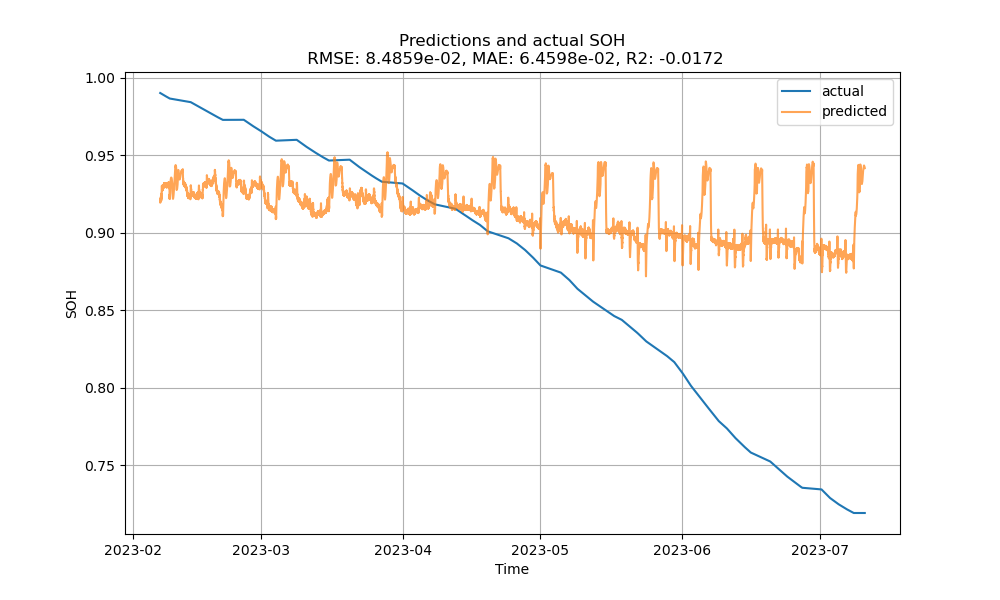 Predictions and actual SOH
RMSE: 8.4859e-02, MAE: 6.4598e-02, R2: -0.0172
actual
predicted
1.00
0.95
0.90
0.85
0.80
0.75
SOH
2023-02
2023-03
2023-04
2023-05
2023-06
2023-07
Time